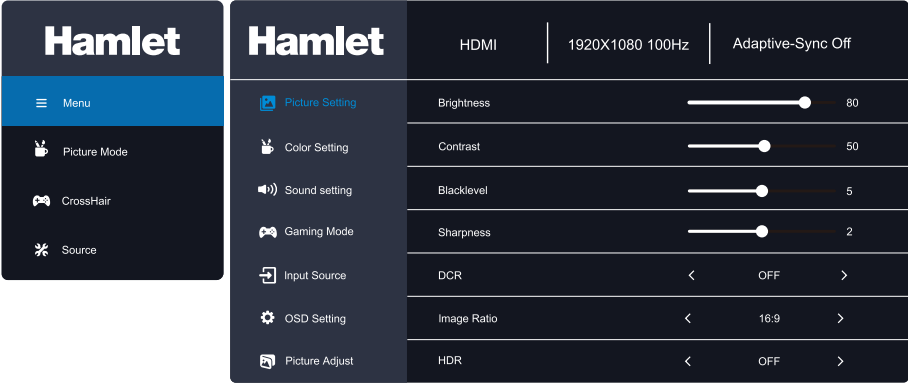 Hamlet
Menu
Picture Mode
CrossHair
Source
Hamlet
HDMI 1920X1080 100Hz Adaptive-Sync Off
Picture Setting
Color Setting
Sound setting
Gaming Mode
Input Source
OSD Setting
Picture Adjust
Brightness 80
Contrast 50
Blacklevel 5
Sharpness 2
DCR OFF
Image Ratio 16:9
HDR OFF